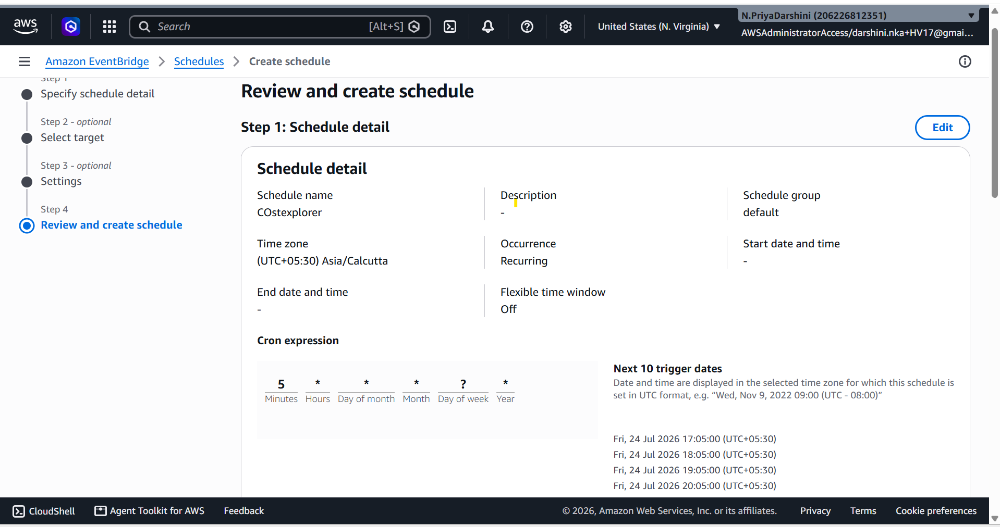 aws
Search [Alt+S]
United States (N. Virginia)
N.PriyaDarshini (206226812351)
AWSAdministratorAccess/darshini.nka+HV17@gmai...
Amazon EventBridge
Schedules
Create schedule
Step 1
Specify schedule detail
Step 2 - optional
Select target
Step 3 - optional
Settings
Step 4
Review and create schedule
Review and create schedule
Step 1: Schedule detail
Edit
Schedule detail
Schedule name
COstexplorer
Description
-
Schedule group
default
Time zone
(UTC+05:30) Asia/Calcutta
Occurrence
Recurring
Start date and time
-
End date and time
-
Flexible time window
Off
Cron expression
5 * * * ? *
Minutes Hours Day of month Month Day of week Year
Next 10 trigger dates
Date and time are displayed in the selected time zone for which this schedule is
set in UTC format, e.g. “Wed, Nov 9, 2022 09:00 (UTC - 08:00)”
Fri, 24 Jul 2026 17:05:00 (UTC+05:30)
Fri, 24 Jul 2026 18:05:00 (UTC+05:30)
Fri, 24 Jul 2026 19:05:00 (UTC+05:30)
Fri, 24 Jul 2026 20:05:00 (UTC+05:30)
CloudShell
Agent Toolkit for AWS
Feedback
© 2026, Amazon Web Services, Inc. or its affiliates.
Privacy
Terms
Cookie preferences